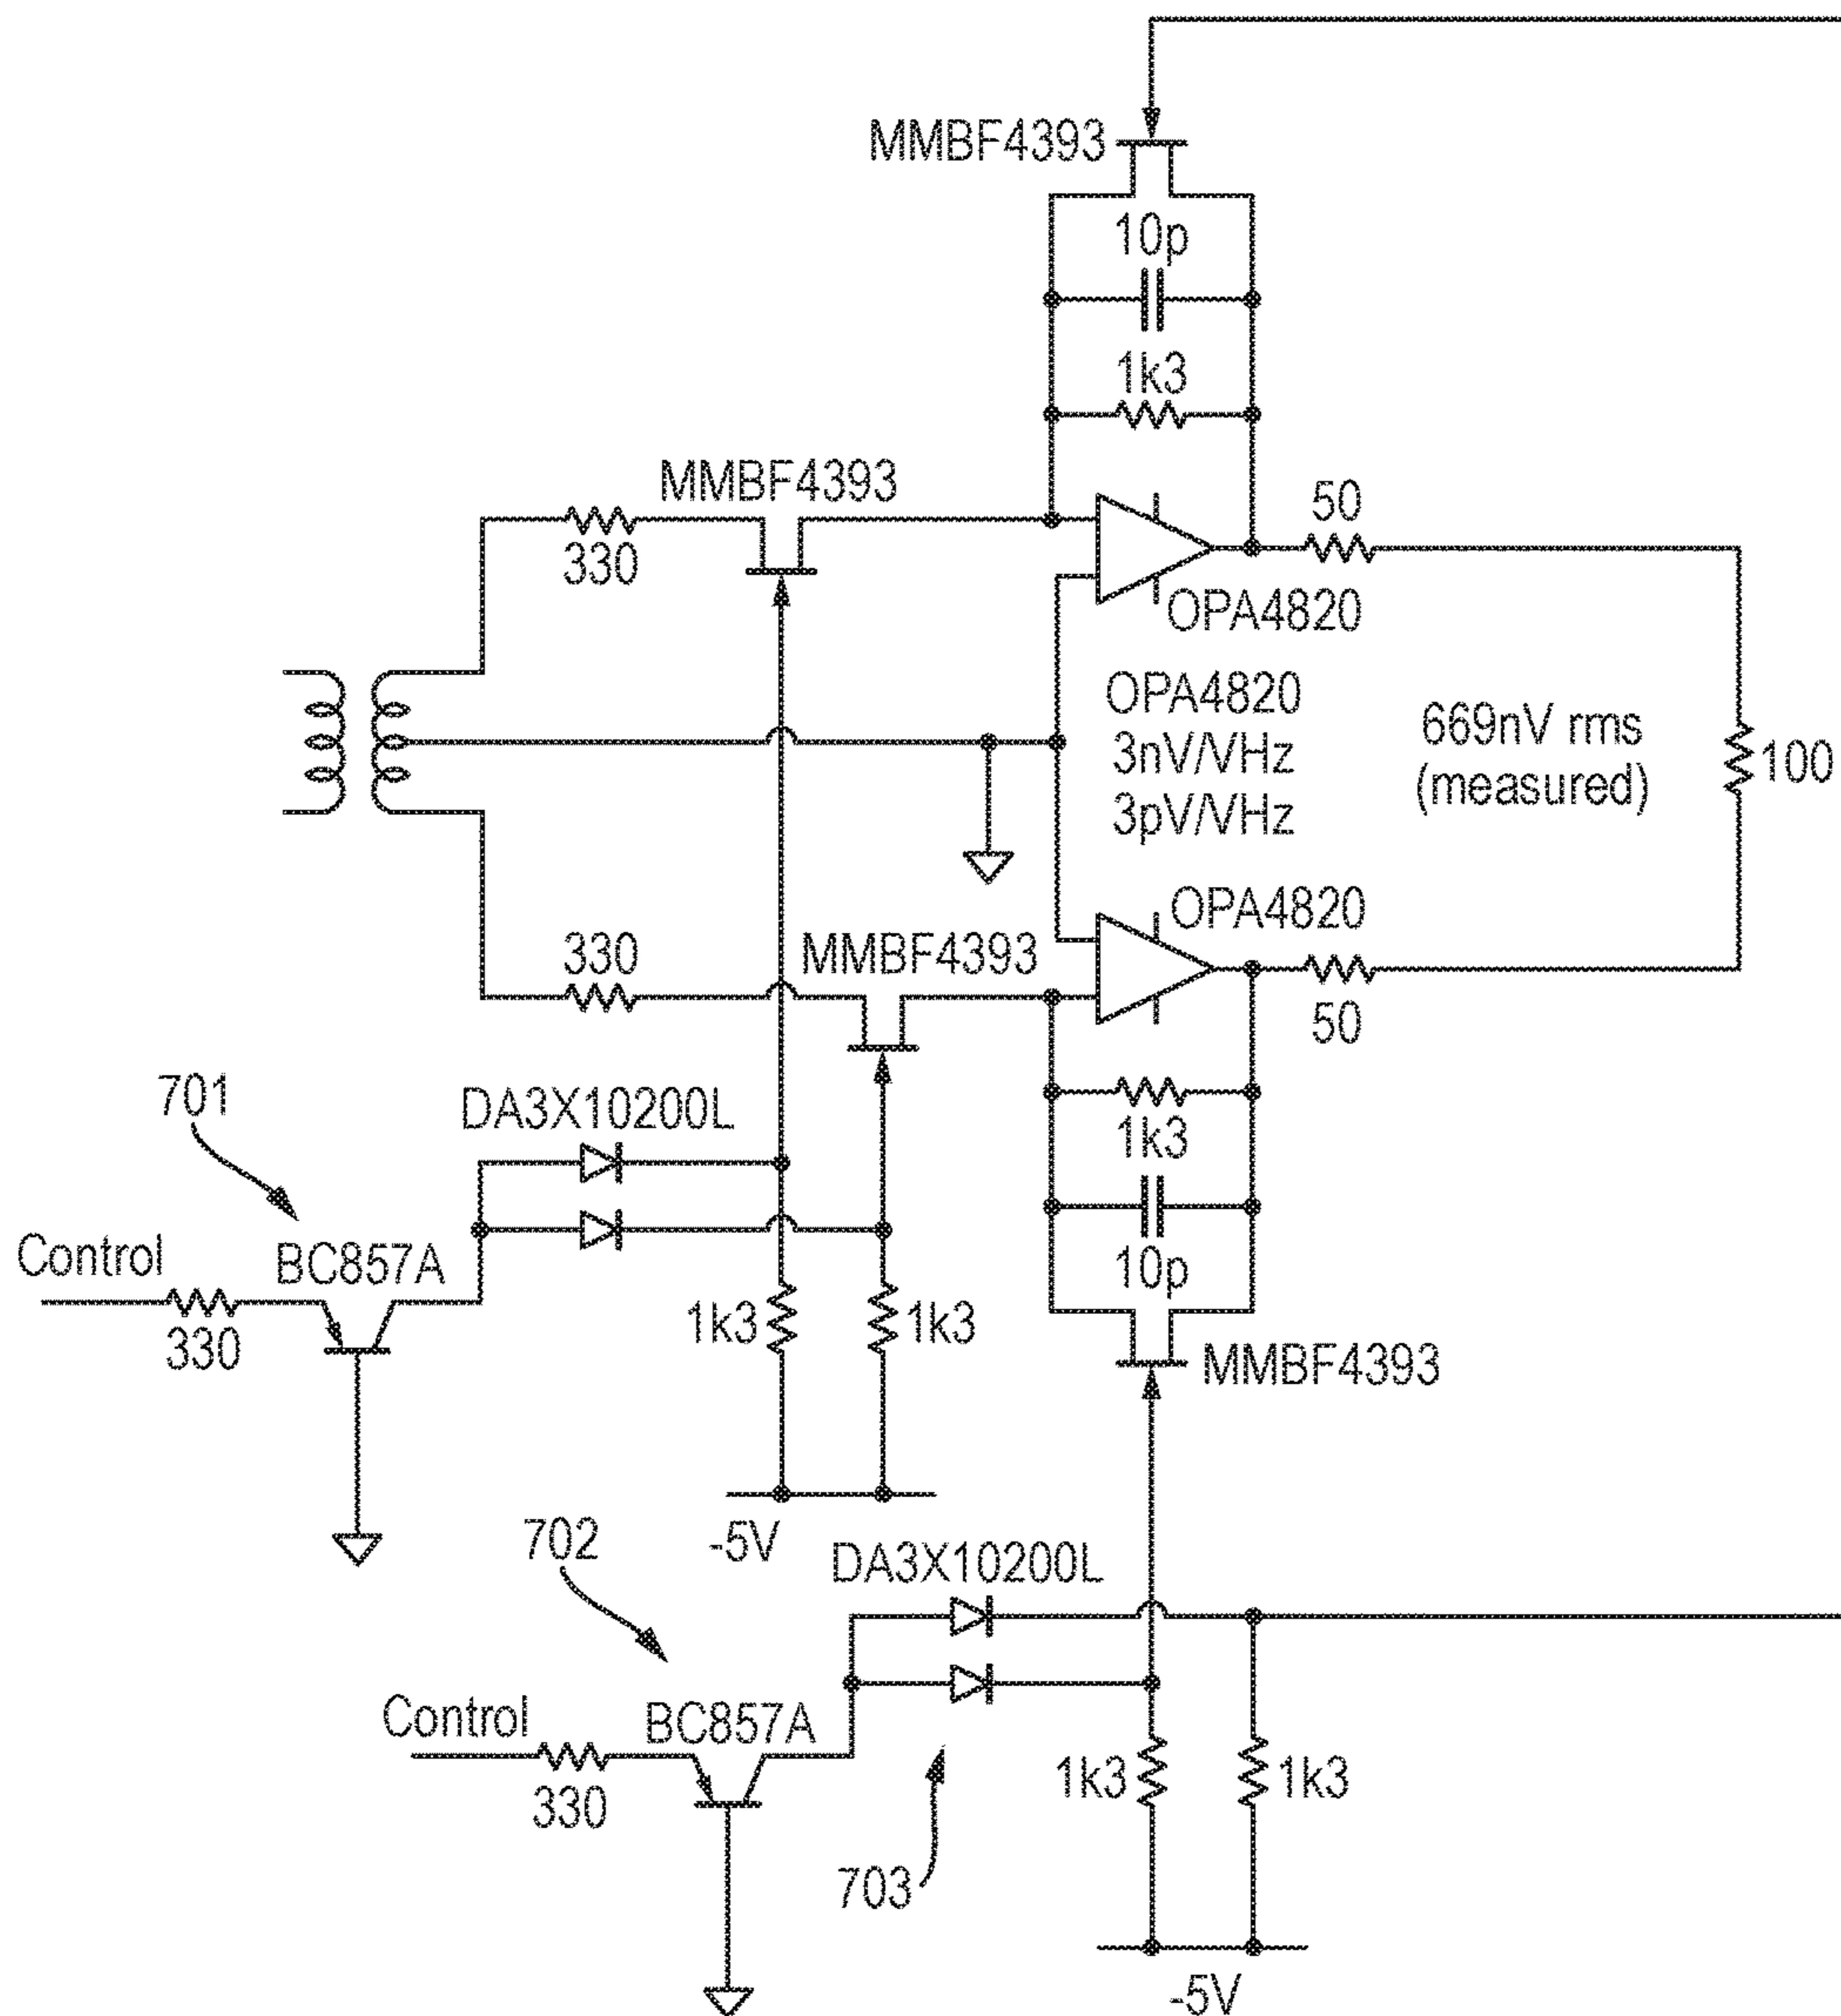 MMBF4393
10p
1k3
MMBF4393
330
50
OPA4820
OPA4820
3nV/VHz
3pV/VHz
669nV rms
(measured)
100
OPA4820
330
MMBF4393
50
701
DA3X10200L
1k3
10p
Control
BC857A
330
1k3
1k3
MMBF4393
-5V
702
DA3X10200L
Control
BC857A
330
1k3
1k3
703
-5V